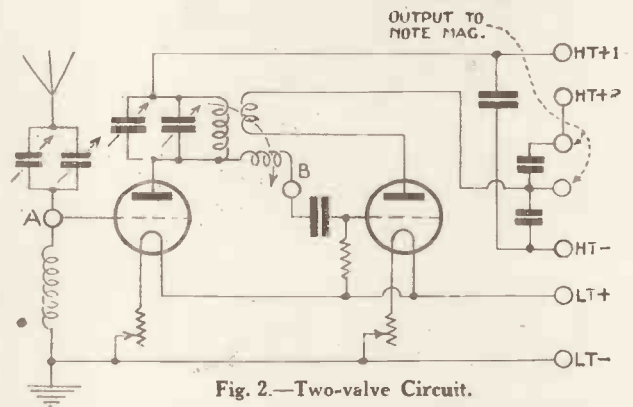 OUTPUT TO
NOTE MAG.
HT+1
HT+2
A
B
HT-
LT+
LT-
Fig. 2.—Two-valve Circuit.